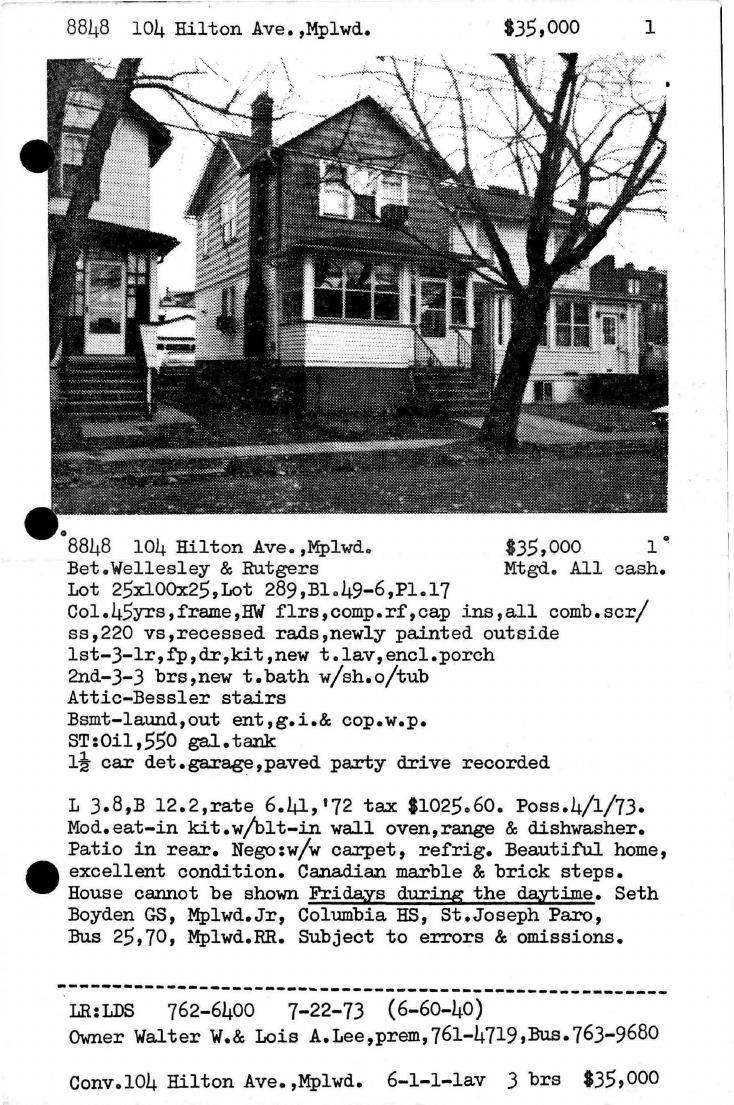 8848 104 Hilton Ave.,Mplwd. $35,000 1
8848 104 Hilton Ave.,Mplwd. $35,000 1
Bet.Wellesley & Rutgers Mtgd. All cash.
Lot 25x100x25,Lot 289,Bl.49-6,Pl.17
Col.45yrs,frame,HW flrs,comp.rf,cap ins,all comb.scr/
ss,220 vs,recessed rads,newly painted outside
1st-3-lr,fp,dr,kit,new t.lav,encl.porch
2nd-3-3 brs,new t.bath w/sh.o/tub
Attic-Bessler stairs
Bsmt-laund,out ent,g.i.& cop.w.p.
ST:Oil,550 gal.tank
1½ car det.garage,paved party drive recorded
L 3.8,B 12.2,rate 6.41,'72 tax $1025.60. Poss.4/1/73.
Mod.eat-in kit.w/blt-in wall oven,range & dishwasher.
Patio in rear. Nego:w/w carpet, refrig. Beautiful home,
excellent condition. Canadian marble & brick steps.
House cannot be shown Fridays during the daytime. Seth
Boyden GS, Mplwd.Jr, Columbia HS, St.Joseph Paro,
Bus 25,70, Mplwd.RR. Subject to errors & omissions.
LR:LDS 762-6400 7-22-73 (6-60-40)
Owner Walter W.& Lois A.Lee,prem,761-4719,Bus.763-9680
Conv.104 Hilton Ave.,Mplwd. 6-1-1-lav 3 brs $35,000